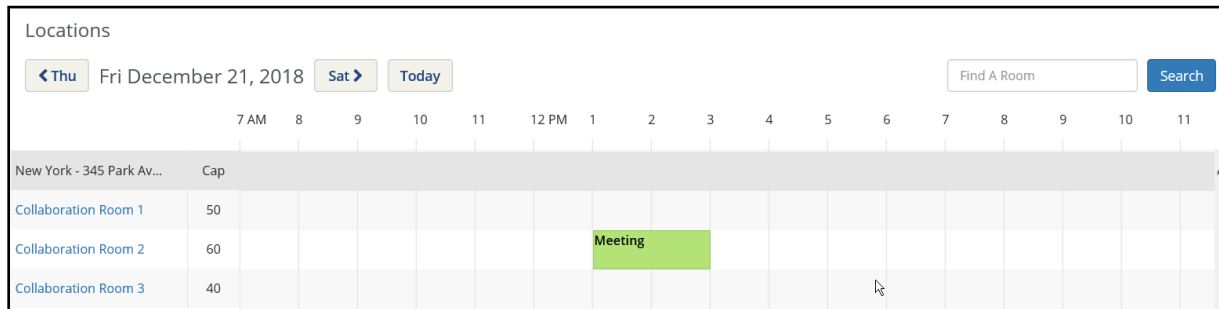 Locations
Thu Fri December 21, 2018 Sat Today Find A Room Search
7 AM 8 9 10 11 12 PM 1 2 3 4 5 6 7 8 9 10 11
New York - 345 Park Av... Cap
Collaboration Room 1 50
Collaboration Room 2 60 Meeting
Collaboration Room 3 40